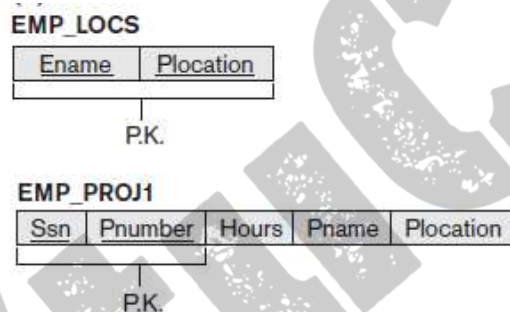 EMP_LOCS
Ename Plocation
P.K.
EMP_PROJ1
Ssn Pnumber Hours Pname Plocation
P.K.